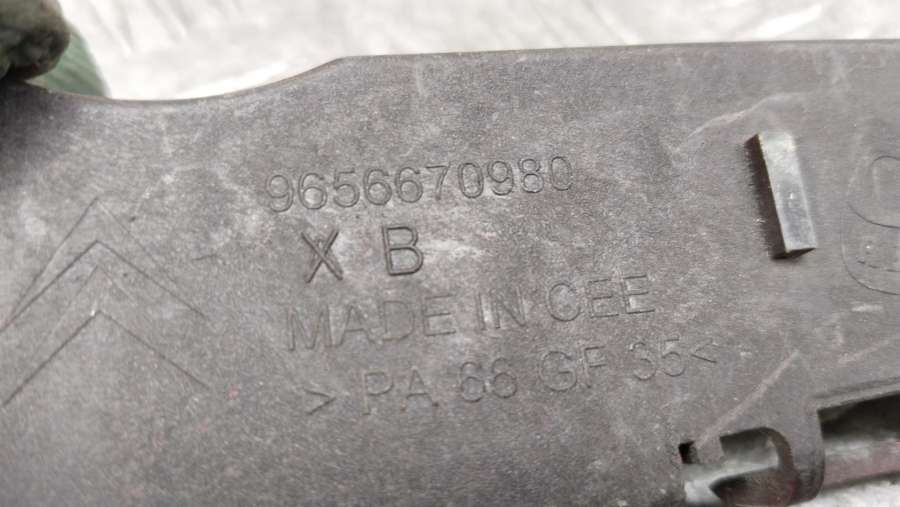 9656670980
X B
MADE IN CEE
> PA 66 GF 35<